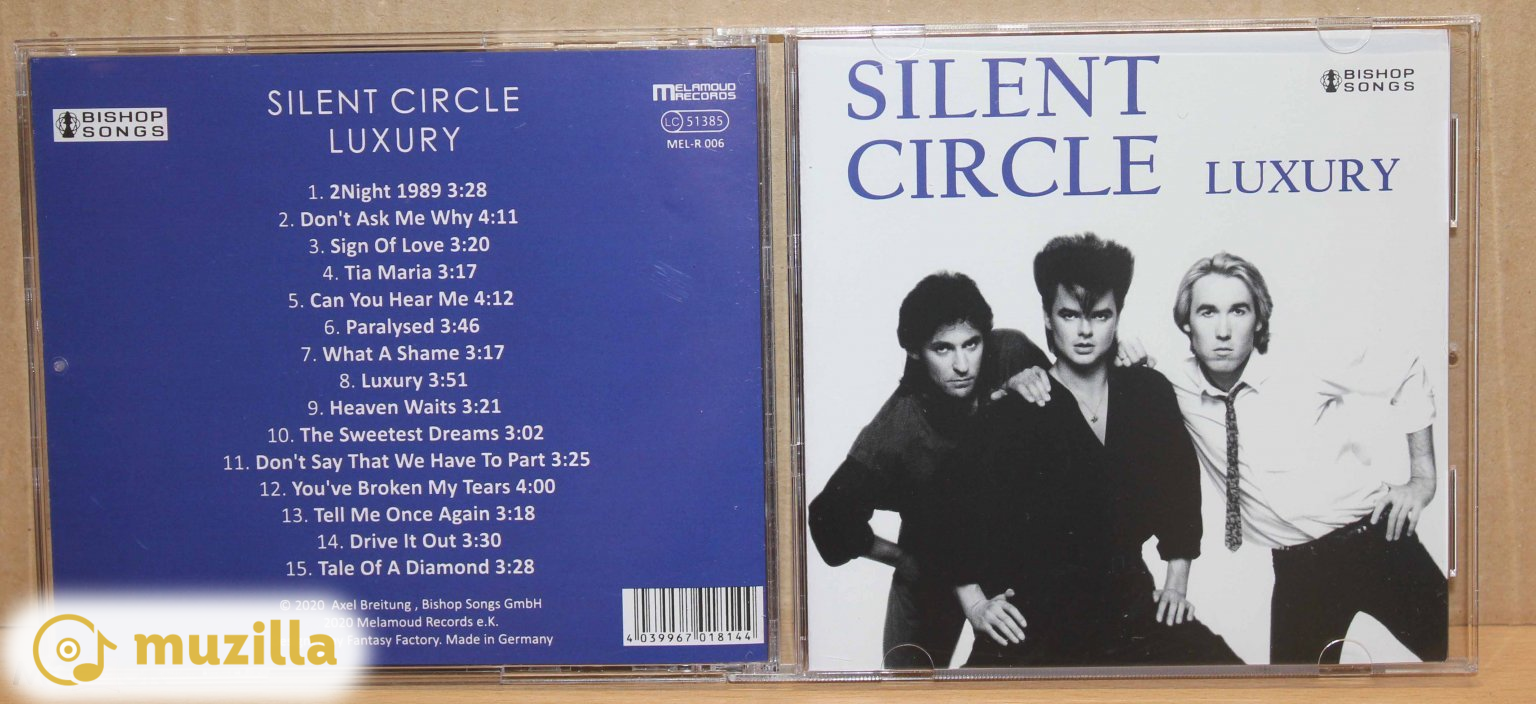 BISHOP
SONGS
SILENT CIRCLE
LUXURY
MELAMOUD
RECORDS
LC 51385
MEL-R 006
1. 2Night 1989 3:28
2. Don't Ask Me Why 4:11
3. Sign Of Love 3:20
4. Tia Maria 3:17
5. Can You Hear Me 4:12
6. Paralysed 3:46
7. What A Shame 3:17
8. Luxury 3:51
9. Heaven Waits 3:21
10. The Sweetest Dreams 3:02
11. Don't Say That We Have To Part 3:25
12. You've Broken My Tears 4:00
13. Tell Me Once Again 3:18
14. Drive It Out 3:30
15. Tale Of A Diamond 3:28
© 2020 Axel Breitung , Bishop Songs GmbH
2020 Melamoud Records e.K.
Fantasy Factory. Made in Germany
4 039967 018144
muzilla
SILENT
CIRCLE LUXURY
BISHOP
SONGS